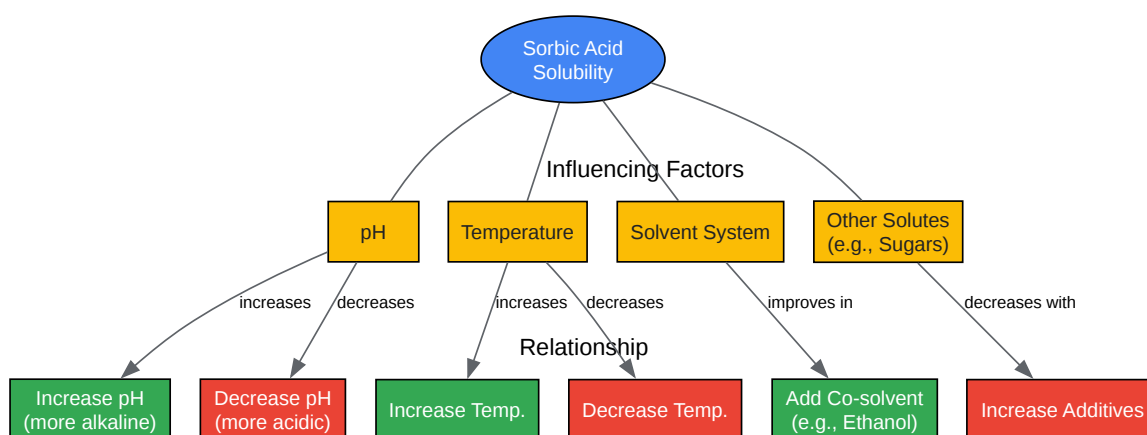 Sorbic Acid
Solubility
Influencing Factors
pH
Temperature
Solvent System
Other Solutes
(e.g., Sugars)
increases
decreases
increases
decreases
improves in
decreases with
Relationship
Increase pH
(more alkaline)
Decrease pH
(more acidic)
Increase Temp.
Decrease Temp.
Add Co-solvent
(e.g., Ethanol)
Increase Additives